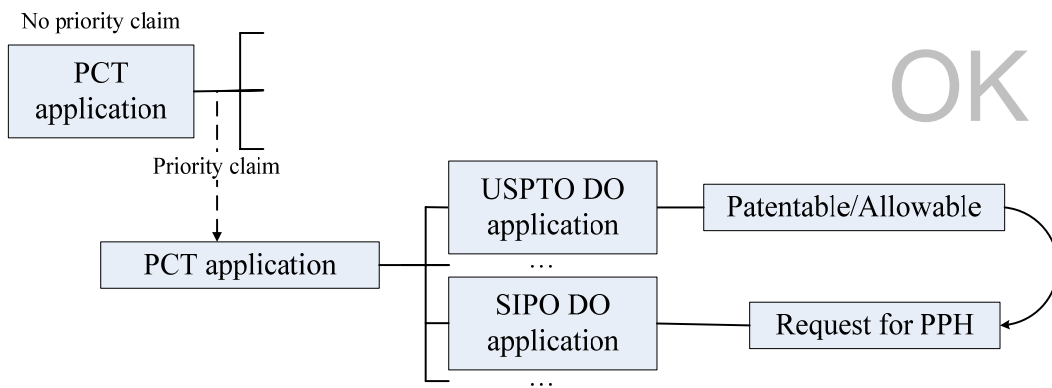 No priority claim
PCT
application
OK
Priority claim
USPTO DO
application
Patentable/Allowable
PCT application
…
SIPO DO
application
Request for PPH
…